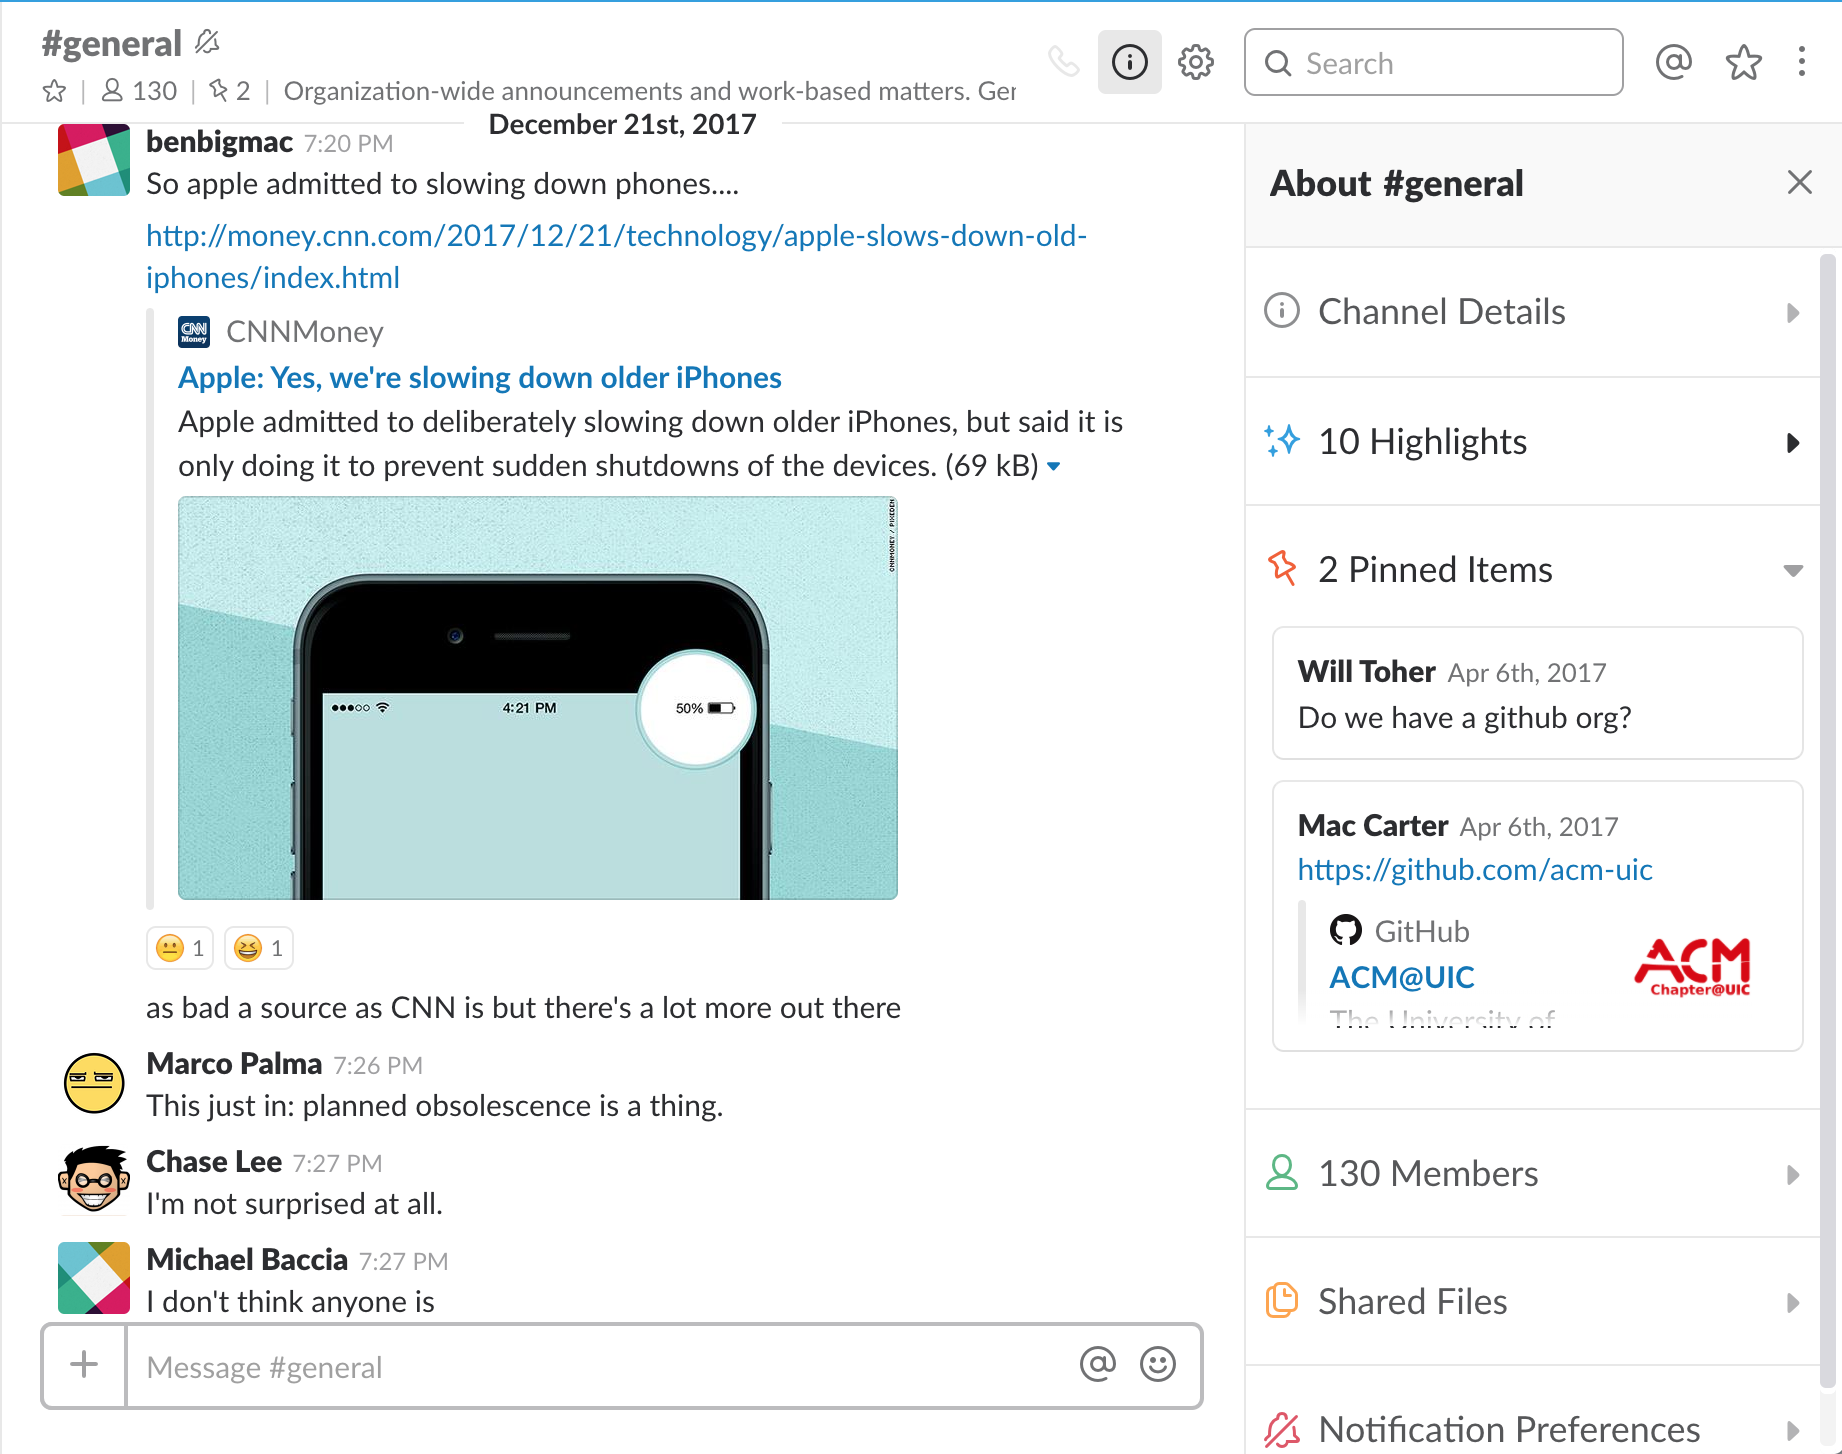 #general
130 | 2 | Organization-wide announcements and work-based matters. Ger
Search
December 21st, 2017
benbigmac 7:20 PM
So apple admitted to slowing down phones....
http://money.cnn.com/2017/12/21/technology/apple-slows-down-old-
iphones/index.html
CNN Money
CNNMoney
Apple: Yes, we're slowing down older iPhones
Apple admitted to deliberately slowing down older iPhones, but said it is
only doing it to prevent sudden shutdowns of the devices. (69 kB)
CNNMONEY / PIXEDEN
4:21 PM
50%
1
1
as bad a source as CNN is but there's a lot more out there
Marco Palma 7:26 PM
This just in: planned obsolescence is a thing.
Chase Lee 7:27 PM
I'm not surprised at all.
Michael Baccia 7:27 PM
I don't think anyone is
Message #general
About #general
Channel Details
10 Highlights
2 Pinned Items
Will Toher Apr 6th, 2017
Do we have a github org?
Mac Carter Apr 6th, 2017
https://github.com/acm-uic
GitHub
ACM@UIC
The University of
ACM
Chapter@UIC
130 Members
Shared Files
Notification Preferences